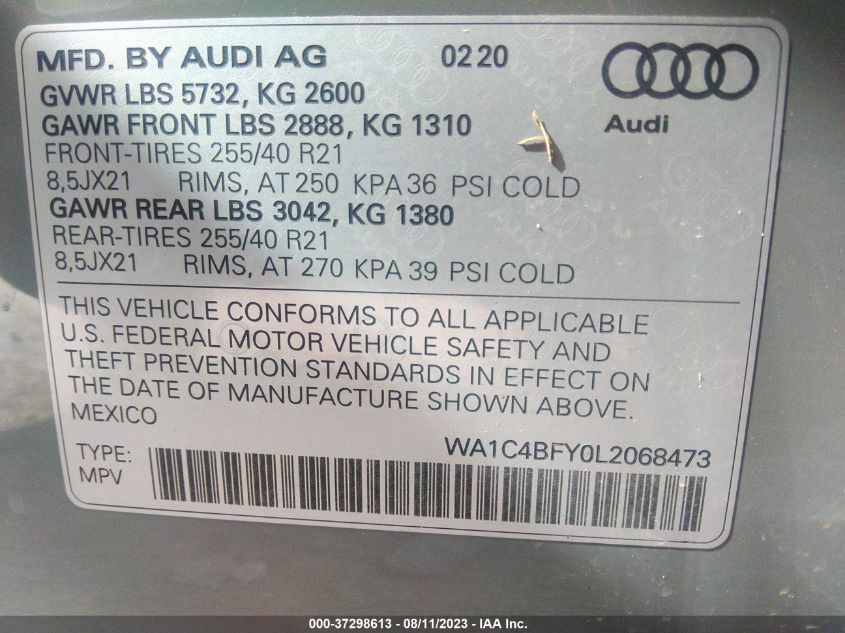 MFD. BY AUDI AG 0220
GVWR LBS 5732, KG 2600
GAWR FRONT LBS 2888, KG 1310
Audi
FRONT-TIRES 255/40 R21
8,5JX21 RIMS, AT 250 KPA 36 PSI COLD
GAWR REAR LBS 3042, KG 1380
REAR-TIRES 255/40 R21
8,5JX21 RIMS, AT 270 KPA 39 PSI COLD
THIS VEHICLE CONFORMS TO ALL APPLICABLE
U.S. FEDERAL MOTOR VEHICLE SAFETY AND
THEFT PREVENTION STANDARDS IN EFFECT ON
THE DATE OF MANUFACTURE SHOWN ABOVE.
MEXICO
WA1C4BFY0L2068473
TYPE:
MPV
000-37298613 - 08/11/2023 - IAA Inc.